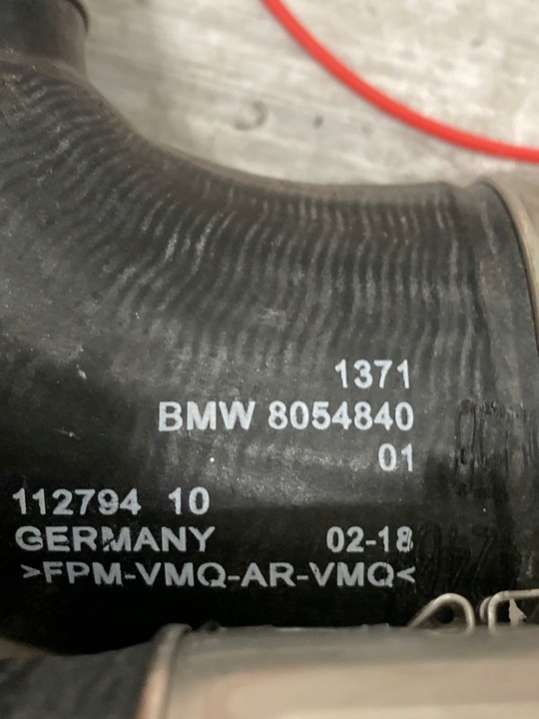 1371
BMW 8054840
01
112794 10
GERMANY 02-18
>FPM-VMQ-AR-VMQ<